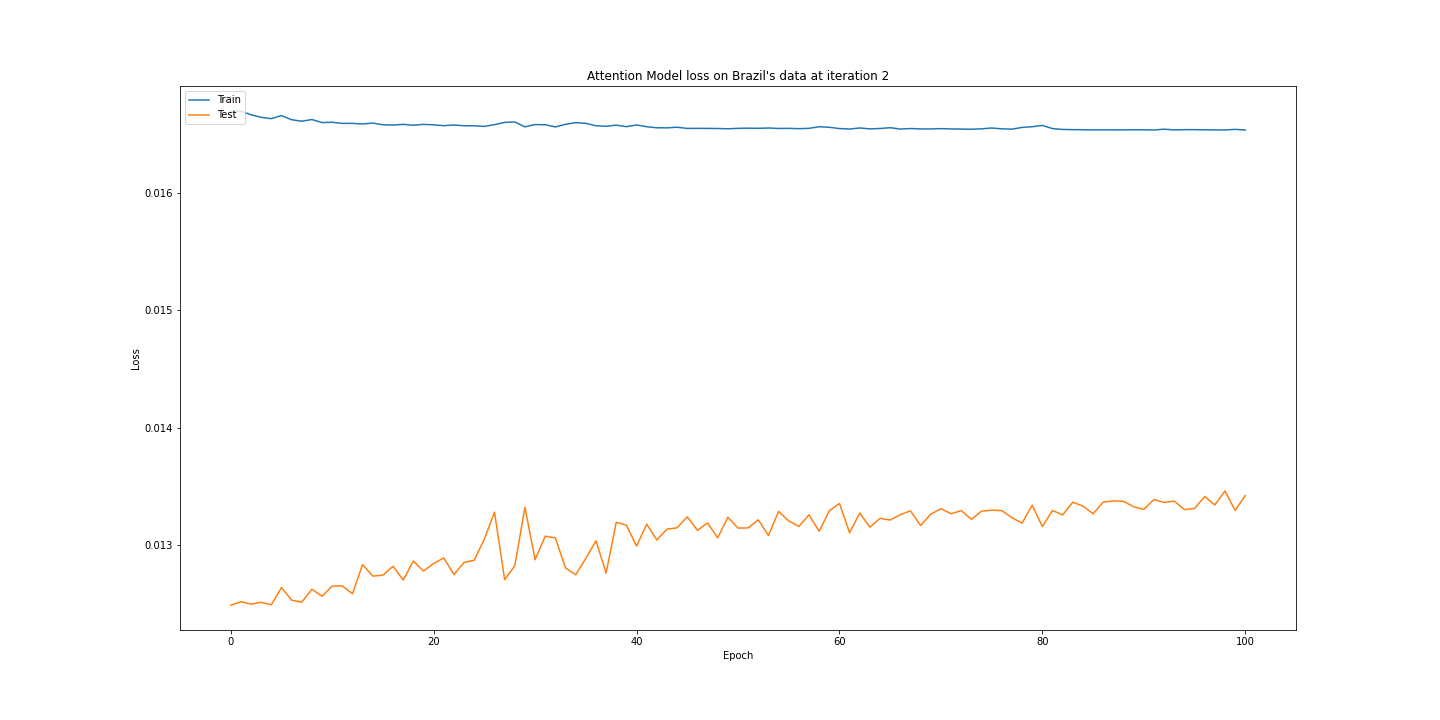 Attention Model loss on Brazil's data at iteration 2
Train
Test
0.016
0.015
0.014
0.013
Loss
0
20
40
60
80
100
Epoch